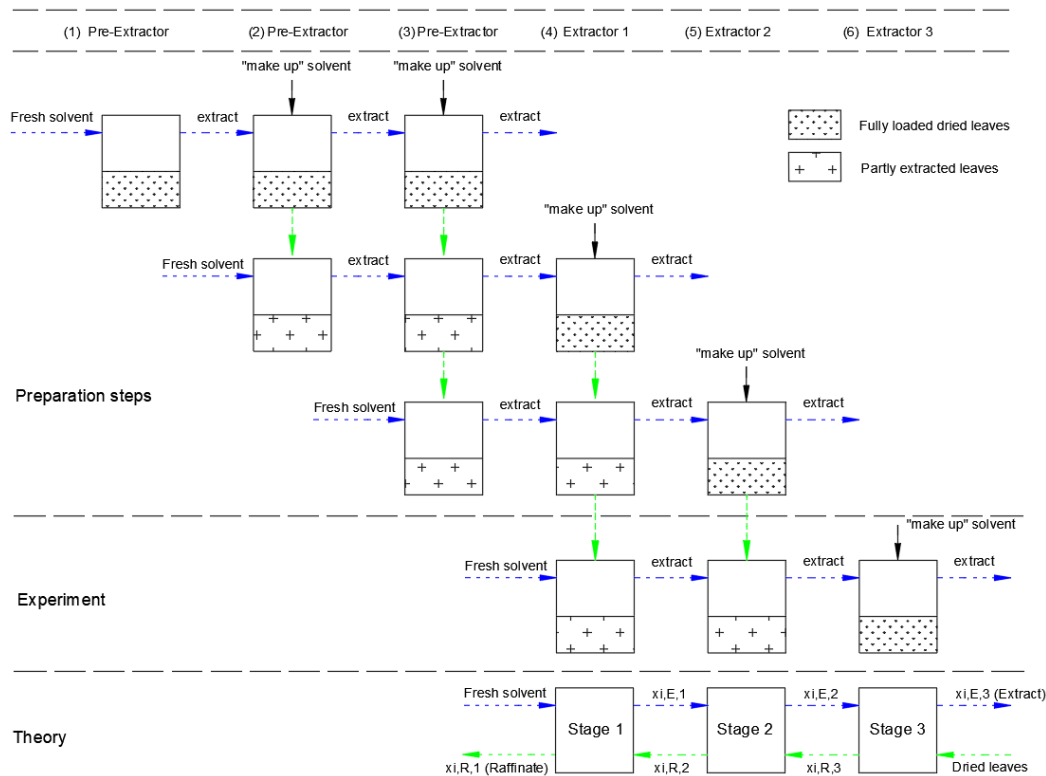 (1) Pre-Extractor (2) Pre-Extractor (3) Pre-Extractor (4) Extractor 1 (5) Extractor 2 (6) Extractor 3
"make up" solvent "make up" solvent
Fresh solvent extract extract extract
Fully loaded dried leaves
Partly extracted leaves
"make up" solvent
Fresh solvent extract extract extract
"make up" solvent
Preparation steps
Fresh solvent extract extract extract
"make up" solvent
Fresh solvent extract extract extract
Experiment
Fresh solvent xi,E,1 xi,E,2 xi,E,3 (Extract)
Stage 1 Stage 2 Stage 3
Theory
xi,R,1 (Raffinate) xi,R,2 xi,R,3 Dried leaves